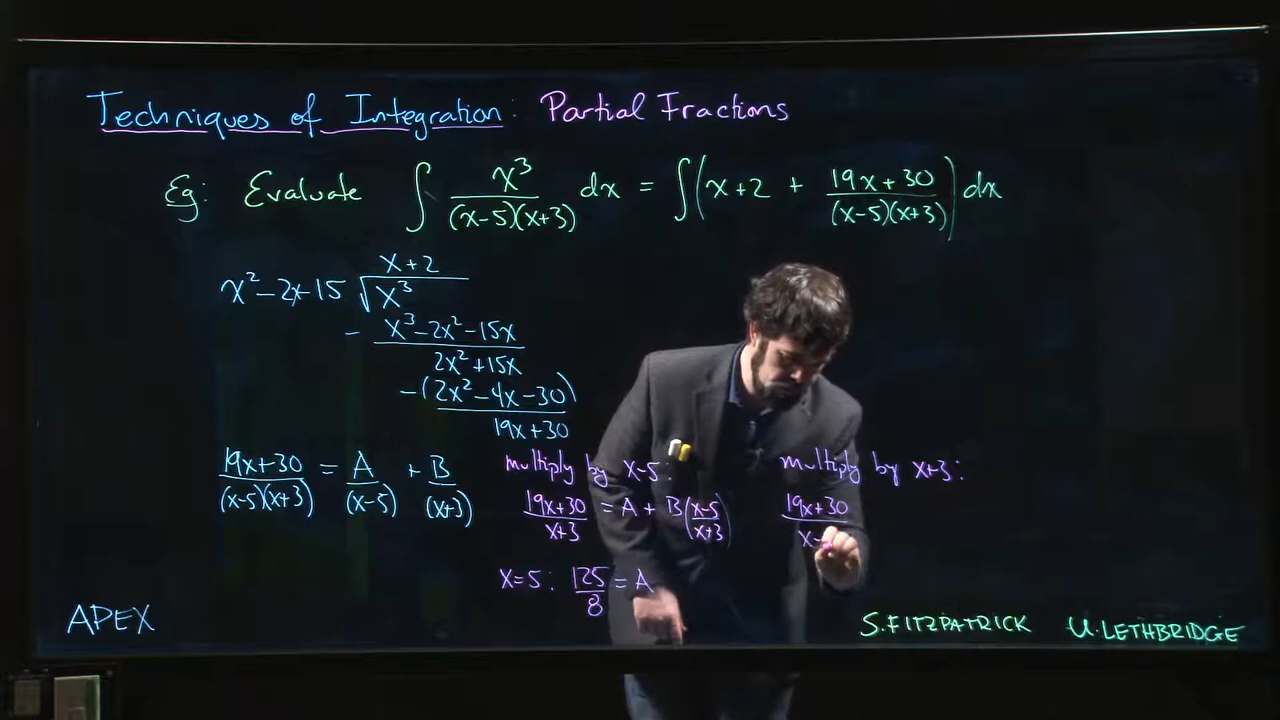 Techniques of Integration: Partial Fractions
Eg: Evaluate ∫ x³/((x-5)(x+3)) dx = ∫(x+2 + (19x+30)/((x-5)(x+3))) dx
x+2
x²-2x-15 √x³
- x³-2x²-15x
2x²+15x
-(2x²-4x-30)
19x+30
(19x+30)/((x-5)(x+3)) = A/(x-5) + B/(x+3)
multiply by x-5:
(19x+30)/(x+3) = A + B((x-5)/(x+3))
x=5: 125/8 = A
multiply by x+3:
(19x+30)/(x-
APEX
S.FITZPATRICK U.LETHBRIDGE